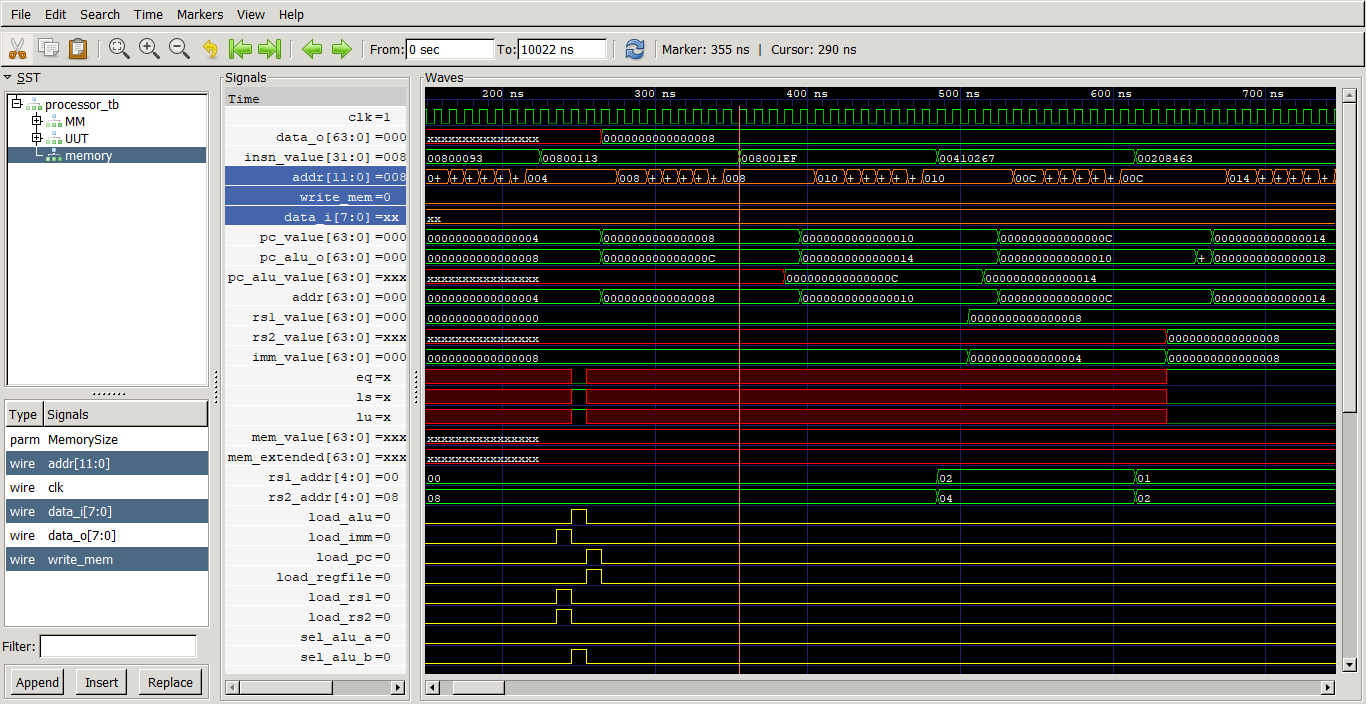 File Edit Search Time Markers View Help
From: 0 sec To: 10022 ns Marker: 355 ns | Cursor: 290 ns
SST
processor_tb
MM
UUT
memory
Type Signals
parm MemorySize
wire addr[11:0]
wire clk
wire data_i[7:0]
wire data_o[7:0]
wire write_mem
Filter:
Append Insert Replace
Signals
Time
clk=1
data_o[63:0]=000
insn_value[31:0]=008
addr[11:0]=008
write_mem=0
data_i[7:0]=xx
pc_value[63:0]=000
pc_alu_o[63:0]=000
pc_alu_value[63:0]=xxx
addr[63:0]=000
rs1_value[63:0]=000
rs2_value[63:0]=xxx
imm_value[63:0]=000
eq=x
ls=x
lu=x
mem_value[63:0]=xxx
mem_extended[63:0]=xxx
rs1_addr[4:0]=00
rs2_addr[4:0]=08
load_alu=0
load_imm=0
load_pc=0
load_regfile=0
load_rs1=0
load_rs2=0
sel_alu_a=0
sel_alu_b=0
Waves
200 ns 300 ns 400 ns 500 ns 600 ns 700 ns
xxxxxxxxxxxxxxxx 0000000000000008
00800093 00800113 008001EF 00410267 00208463
0+ + + + + + 004 008 + + + + + 008 010 + + + + + 010 00C + + + + + 00C 014 + + + + +
xx
0000000000000004 0000000000000008 0000000000000010 000000000000000C 0000000000000014
0000000000000008 000000000000000C 0000000000000014 0000000000000010 + 0000000000000018
xxxxxxxxxxxxxxxx 000000000000000C 0000000000000014
0000000000000004 0000000000000008 0000000000000010 000000000000000C 0000000000000014
0000000000000000 0000000000000008
xxxxxxxxxxxxxxxx 0000000000000008
0000000000000008 0000000000000004 0000000000000008
xxxxxxxxxxxxxxxx
xxxxxxxxxxxxxxxx
00 02 01
08 04 02